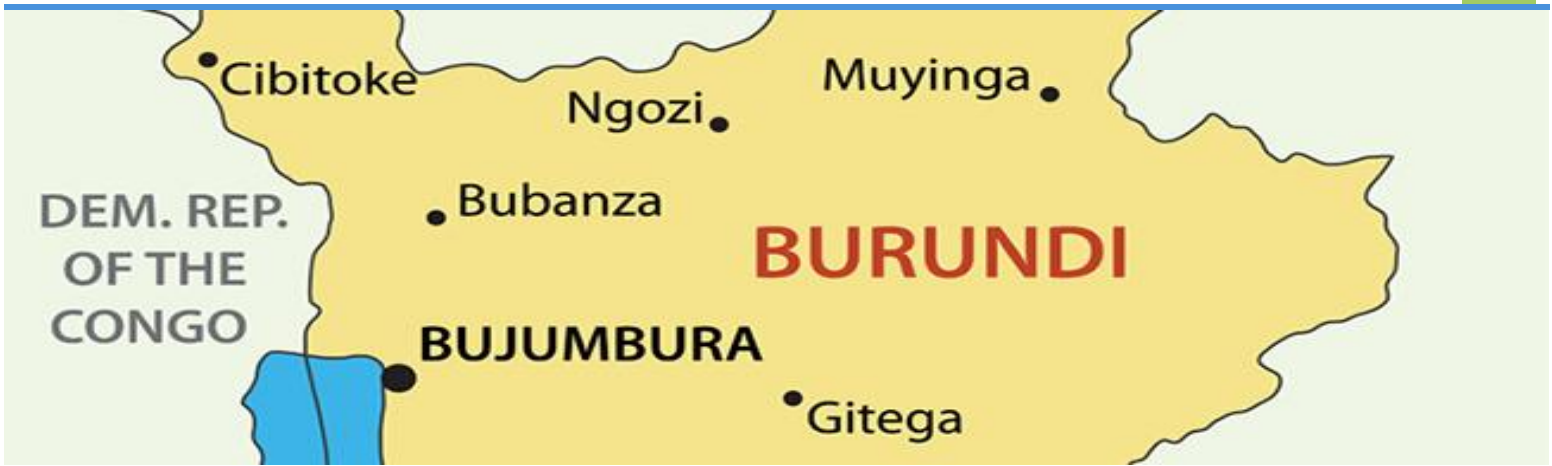 Cibitoke
Muyinga
Ngozi
Bubanza
DEM. REP.
OF THE
CONGO
BURUNDI
BUJUMBURA
Gitega